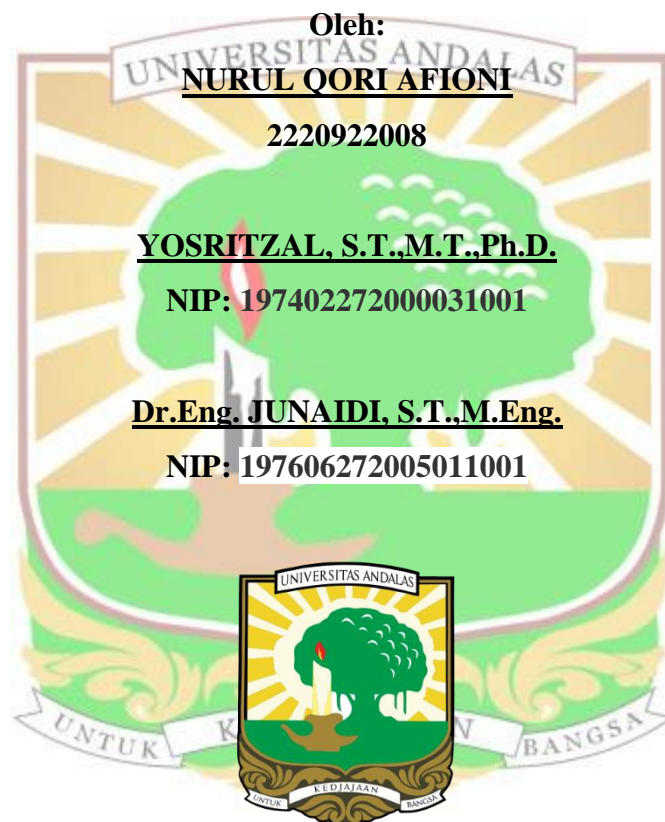 Oleh:
UNIVERSITAS ANDALAS
NURUL QORI AFIONI
2220922008
YOSRITZAL, S.T.,M.T.,Ph.D.
NIP: 197402272000031001
Dr.Eng. JUNAIDI, S.T.,M.Eng.
NIP: 197606272005011001
UNIVERSITAS ANDALAS
UNTUK K N BANGSA
UNTUK KEDJAJAAN BANGSA